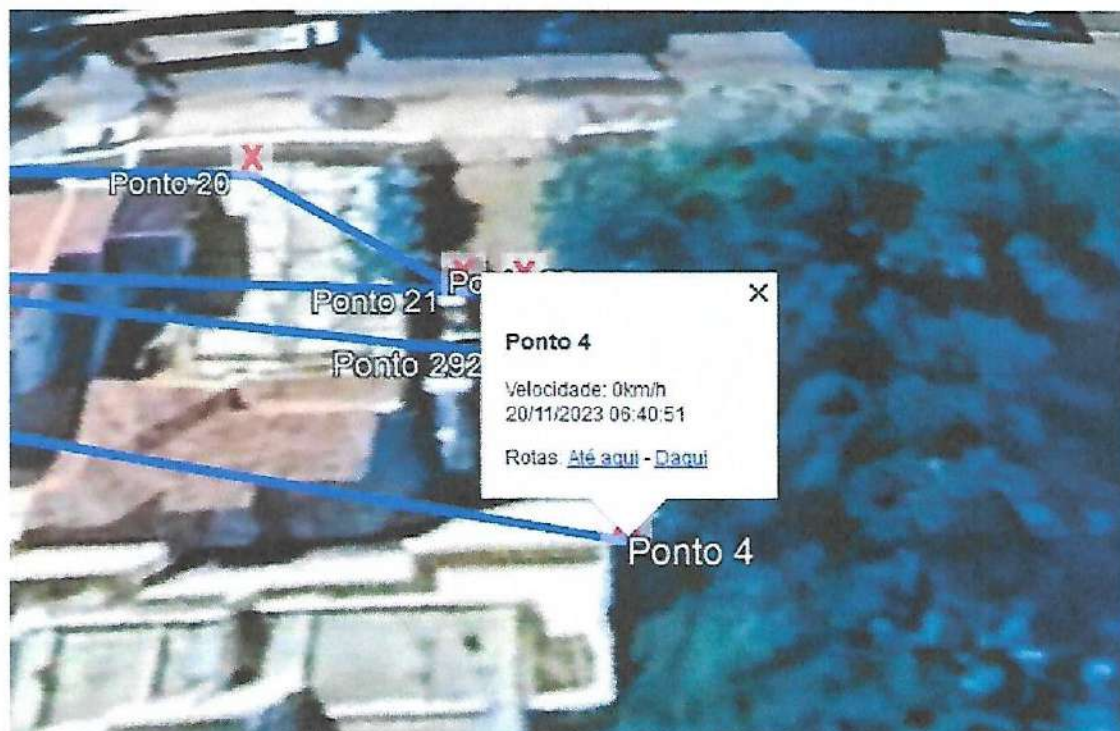 Ponto 20
Ponto 21
Ponto 292
Ponto 4
Velocidade: 0km/h
20/11/2023 06:40:51
Rotas: Até aqui - Daqui
Ponto 4